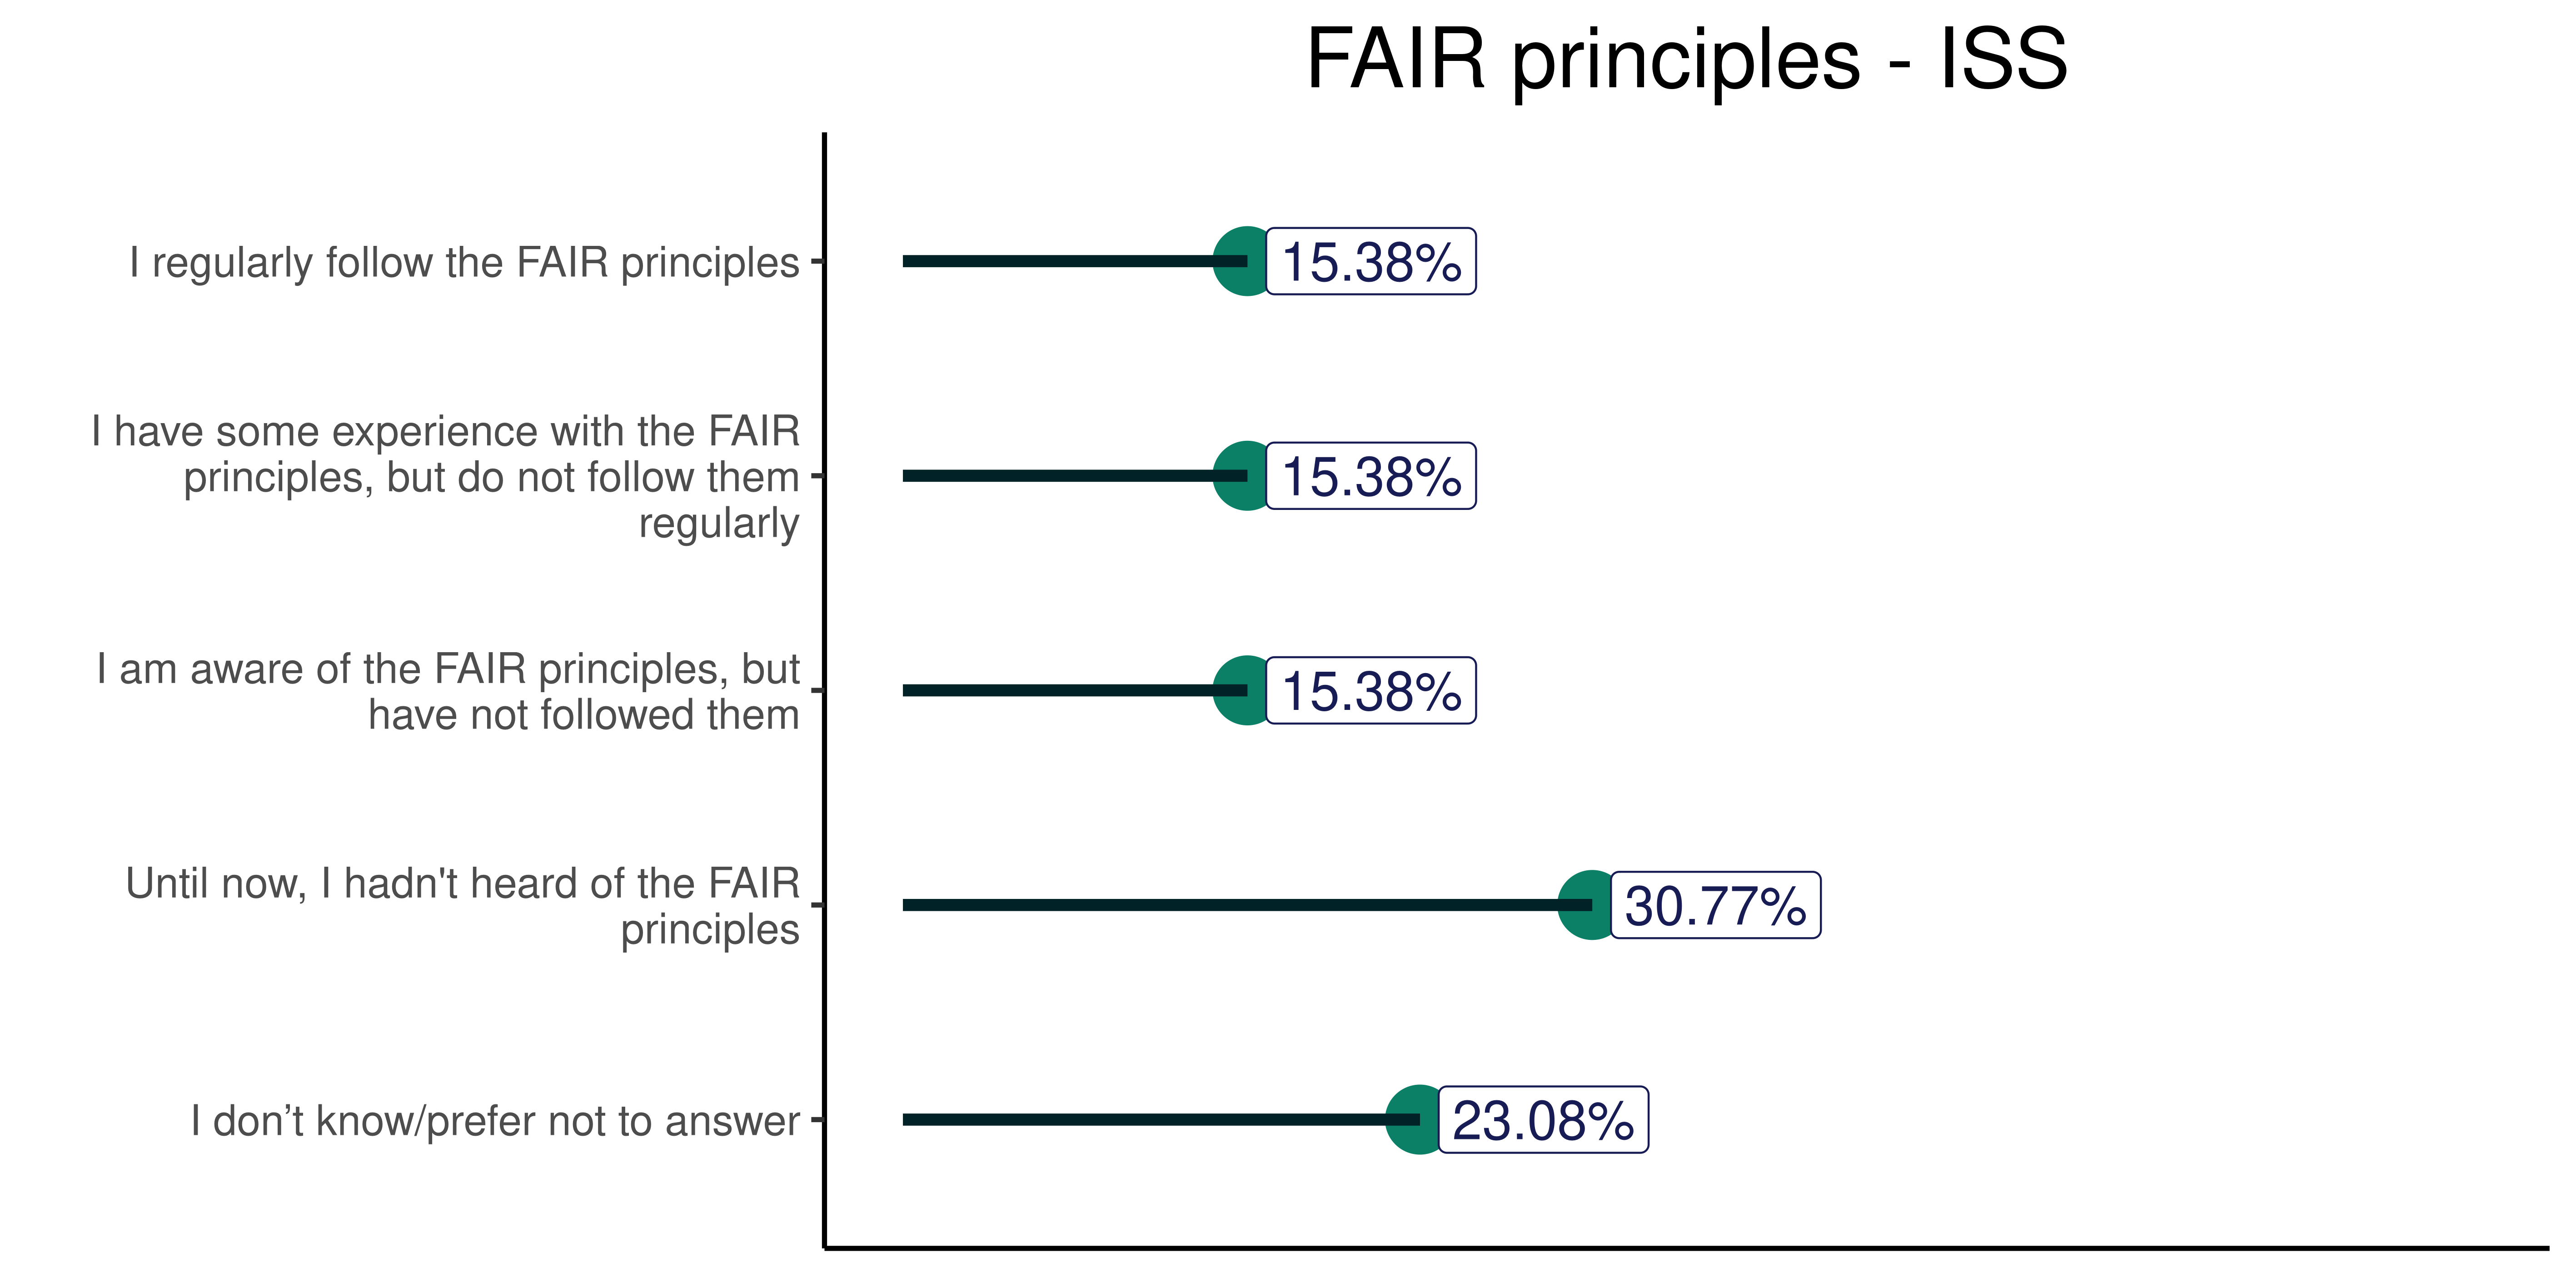 FAIR principles - ISS
I regularly follow the FAIR principles
15.38%
I have some experience with the FAIR
principles, but do not follow them
regularly
15.38%
I am aware of the FAIR principles, but
have not followed them
15.38%
Until now, I hadn't heard of the FAIR
principles
30.77%
I don’t know/prefer not to answer
23.08%